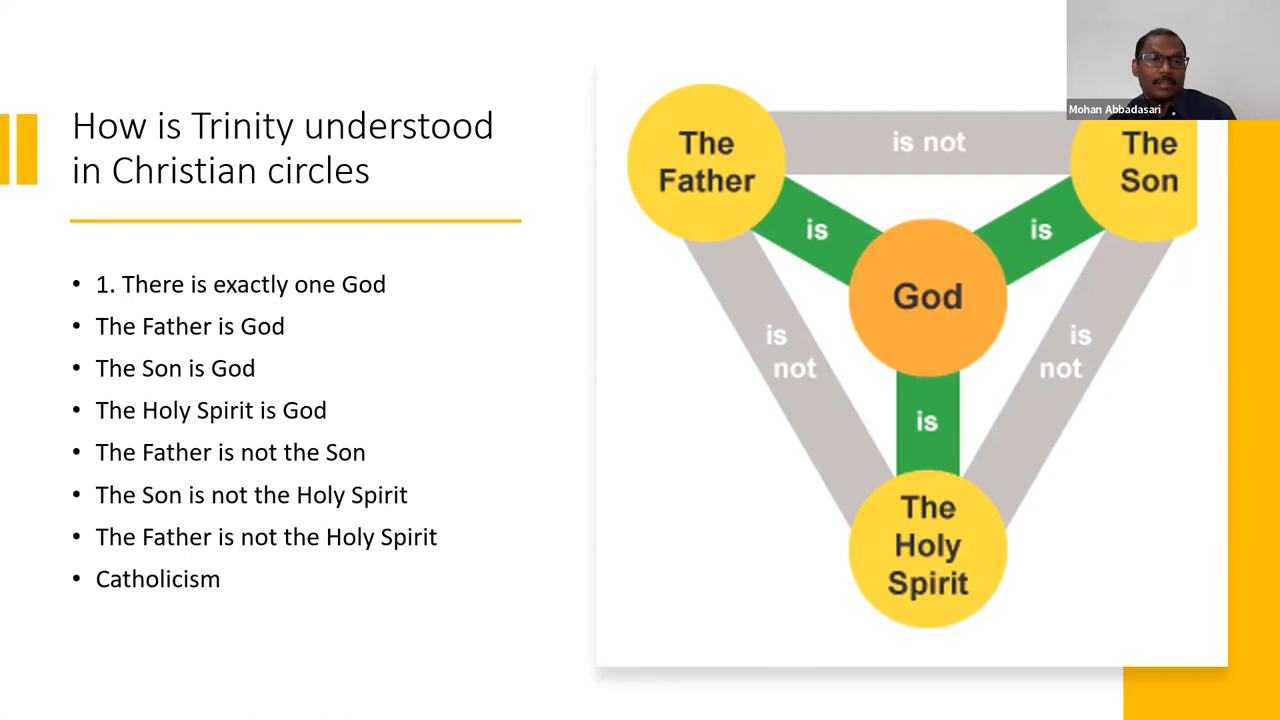 How is Trinity understood
in Christian circles
• 1. There is exactly one God
• The Father is God
• The Son is God
• The Holy Spirit is God
• The Father is not the Son
• The Son is not the Holy Spirit
• The Father is not the Holy Spirit
• Catholicism
The
Father
is not
The
Son
is
is
God
is
not
is
not
is
The
Holy
Spirit
Mohan Abbadasari